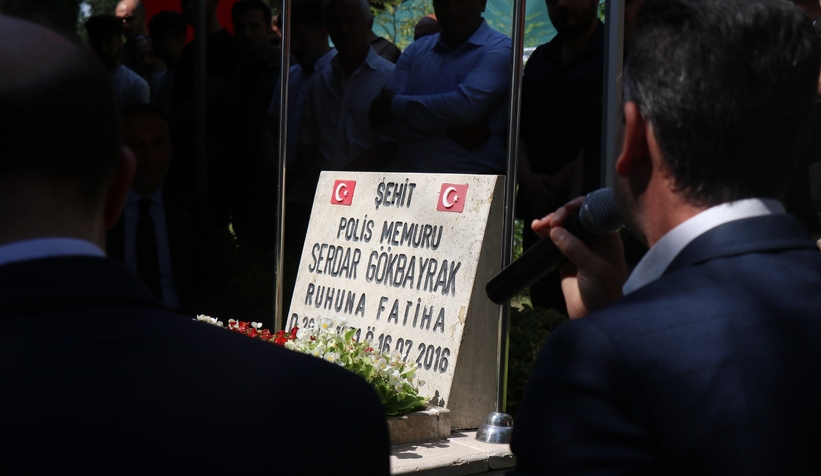 ŞEHİT
POLİS MEMURU
SERDAR GÖKBAYRAK
RUHUNA FATİHA
Ö 16.07.2016